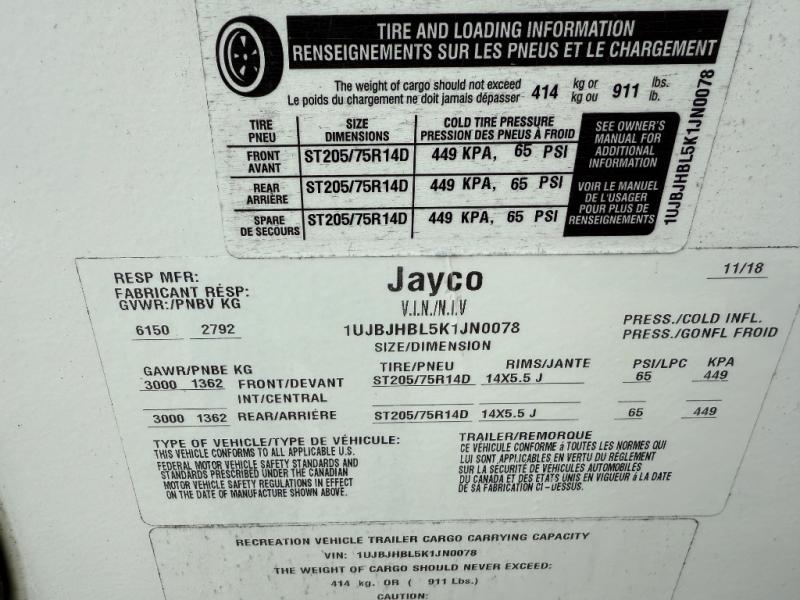 TIRE AND LOADING INFORMATION
RENSEIGNEMENTS SUR LES PNEUS ET LE CHARGEMENT
The weight of cargo should not exceed 414 kg or 911 lbs.
Le poids du chargement ne doit jamais dépasser kg ou lb.
TIRE PNEU SIZE DIMENSIONS COLD TIRE PRESSURE PRESSION DES PNEUS À FROID
FRONT AVANT ST205/75R14D 449 KPA, 65 PSI
REAR ARRIÈRE ST205/75R14D 449 KPA, 65 PSI
SPARE DE SECOURS ST205/75R14D 449 KPA, 65 PSI
SEE OWNER'S
MANUAL FOR
ADDITIONAL
INFORMATION
VOIR LE MANUEL
DE L'USAGER
POUR PLUS DE
RENSEIGNEMENTS
1UJBJHBL5K1JN0078
RESP MFR:
FABRICANT RESP:
GVWR:/PNBV KG
6150 2792
Jayco
V.I.N./N.I.V
1UJBJHBL5K1JN0078
SIZE/DIMENSION
11/18
PRESS./COLD INFL.
PRESS./GONFL FROID
GAWR/PNBE KG TIRE/PNEU RIMS/JANTE PSI/LPC KPA
3000 1362 FRONT/DEVANT ST205/75R14D 14X5.5 J 65 449
INT/CENTRAL
3000 1362 REAR/ARRIÈRE ST205/75R14D 14X5.5 J 65 449
TYPE OF VEHICLE/TYPE DE VÉHICULE:
THIS VEHICLE CONFORMS TO ALL APPLICABLE U.S.
FEDERAL MOTOR VEHICLE SAFETY STANDARDS AND
STANDARDS PRESCRIBED UNDER THE CANADIAN
MOTOR VEHICLE SAFETY REGULATIONS IN EFFECT
ON THE DATE OF MANUFACTURE SHOWN ABOVE.
TRAILER/REMORQUE
CE VÉHICULE CONFORME à TOUTES LES NORMES QUI
LUI SONT APPLICABLES EN VERTU DU RÈGLEMENT
SUR LA SÉCURITÉ DE VÉHICULES AUTOMOBILES
DU CANADA ET DES ÉTATS UNIS EN VIGUEUR à LA DATE
DE SA FABRICATION CI-DESSUS.
RECREATION VEHICLE TRAILER CARGO CARRYING CAPACITY
VIN: 1UJBJHBL5K1JN0078
THE WEIGHT OF CARGO SHOULD NEVER EXCEED:
414 kg. OR ( 911 Lbs.)
CAUTION: